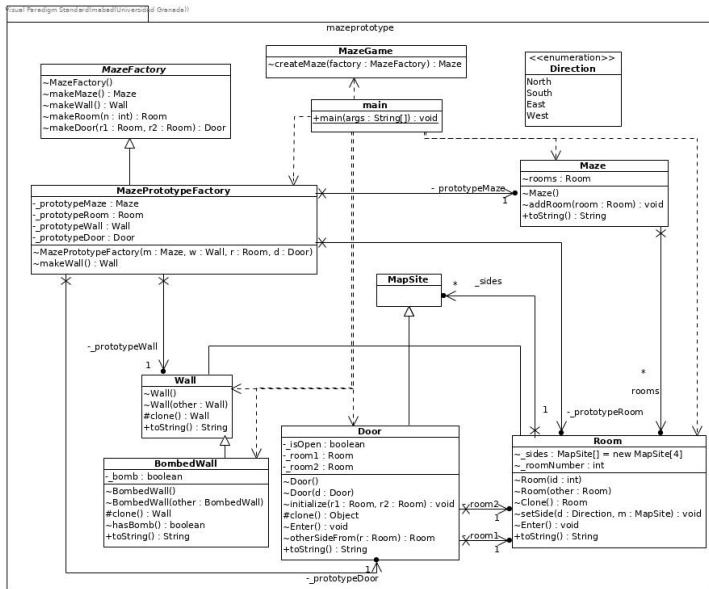 Visual Paradigm Standard(mabad(Universidad Granada))
mazeprototype
MazeGame
~createMaze(factory : MazeFactory) : Maze
<<enumeration>>
Direction
North
South
East
West
MazeFactory
~MazeFactory()
~makeMaze() : Maze
~makeWall() : Wall
~makeRoom(n : int) : Room
~makeDoor(r1 : Room, r2 : Room) : Door
main
+main(args : String[]) : void
Maze
~rooms : Room
~Maze()
~addRoom(room : Room) : void
+toString() : String
MazePrototypeFactory
-_prototypeMaze : Maze
-_prototypeRoom : Room
-_prototypeWall : Wall
-_prototypeDoor : Door
~MazePrototypeFactory(m : Maze, w : Wall, r : Room, d : Door)
~makeWall() : Wall
-_prototypeMaze
1
MapSite
*
_sides
-_prototypeWall
1
*
rooms
1
-_prototypeRoom
Wall
~Wall()
~Wall(other : Wall)
#clone() : Wall
+toString() : String
BombedWall
-_bomb : boolean
~BombedWall()
~BombedWall(other : BombedWall)
#clone() : Wall
~hasBomb() : boolean
+toString() : String
Door
-_isOpen : boolean
-_room1 : Room
-_room2 : Room
~Door()
~Door(d : Door)
~initialize(r1 : Room, r2 : Room) : void
#clone() : Object
~Enter() : void
~otherSideFrom(r : Room) : Room
+toString() : String
-_room2
1
-_room1
1
Room
~_sides : MapSite[] = new MapSite[4]
~_roomNumber : int
~Room(id : int)
~Room(other : Room)
~Clone() : Room
~setSide(d : Direction, m : MapSite) : void
~Enter() : void
+toString() : String
1
-_prototypeDoor